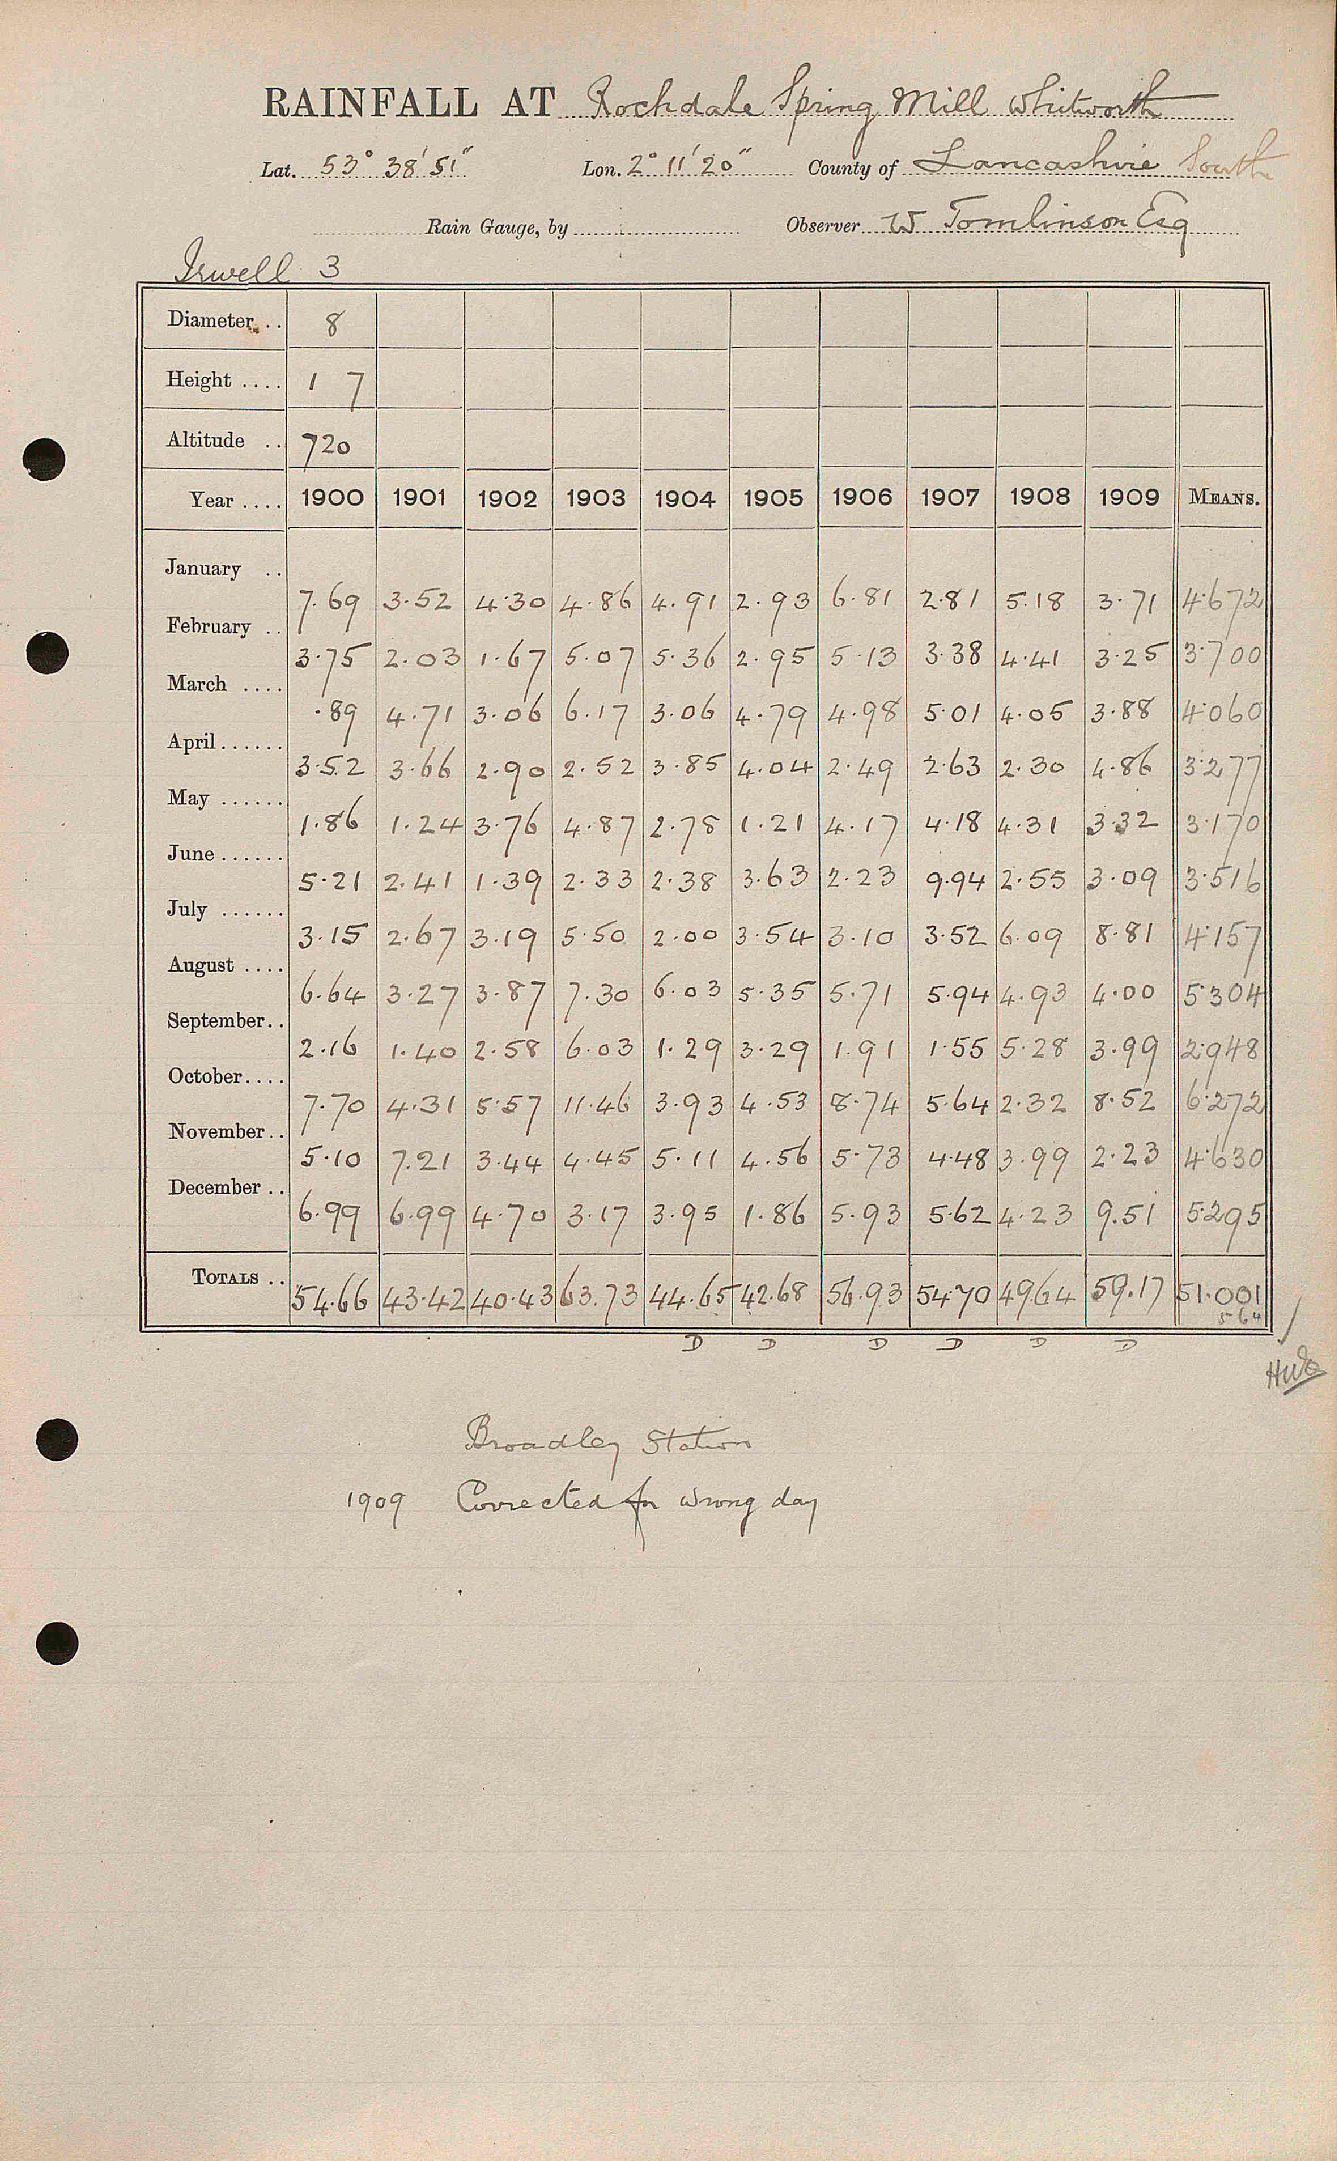 RAINFALL AT Rochdale Spring Mill Whitworth
Lat. 53° 38' 51" Lon. 2° 11' 20" County of Lancashire South
Rain Gauge, by Observer W Tomlinson Esq
Irwell 3
Diameter .. 8
Height .... 1 7
Altitude .. 720
Year .... 1900 1901 1902 1903 1904 1905 1906 1907 1908 1909 MEANS.
January .. 7.69 3.52 4.30 4.86 4.91 2.93 6.81 2.81 5.18 3.71 4.672
February .. 3.75 2.03 1.67 5.07 5.36 2.95 5.13 3.38 4.41 3.25 3.700
March .... .89 4.71 3.06 6.17 3.06 4.79 4.98 5.01 4.05 3.88 4.060
April ...... 3.52 3.66 2.90 2.52 3.85 4.04 2.49 2.63 2.30 4.86 3.277
May ...... 1.86 1.24 3.76 4.87 2.78 1.21 4.17 4.18 4.31 3.32 3.170
June ...... 5.21 2.41 1.39 2.33 2.38 3.63 2.23 9.94 2.55 3.09 3.516
July ...... 3.15 2.67 3.19 5.50 2.00 3.54 3.10 3.52 6.09 8.81 4.157
August .... 6.64 3.27 3.87 7.30 6.03 5.35 5.71 5.94 4.93 4.00 5.304
September .. 2.16 1.40 2.58 6.03 1.29 3.29 1.91 1.55 5.28 3.99 2.948
October .... 7.70 4.31 5.57 11.46 3.93 4.53 8.74 5.64 2.32 8.52 6.272
November .. 5.10 7.21 3.44 4.45 5.11 4.56 5.73 4.48 3.99 2.23 4.630
December .. 6.99 6.99 4.70 3.17 3.95 1.86 5.93 5.62 4.23 9.51 5.295
TOTALS .. 54.66 43.42 40.43 63.73 44.65 42.68 56.93 54.70 49.64 59.17 51.001
564
D D D D D D
Broadley Station
1909 Corrected for wrong day